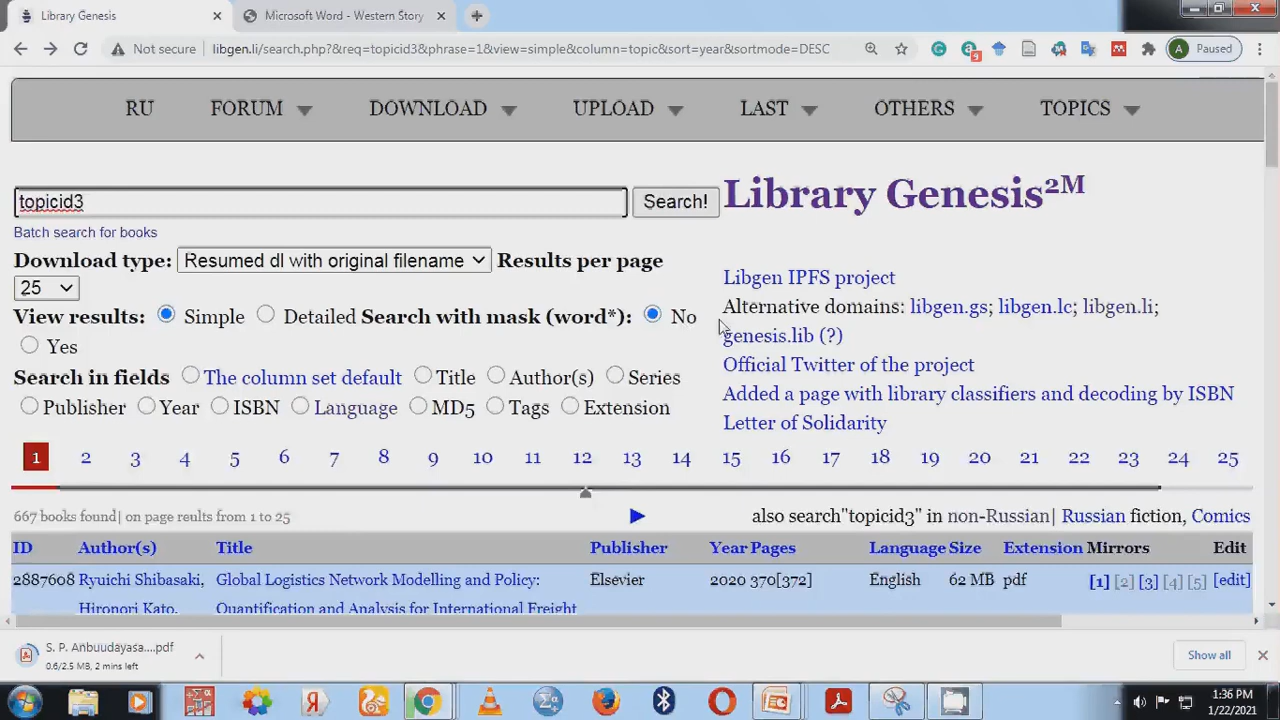 Library Genesis
Microsoft Word - Western Story
Not secure
libgen.li/search.php?&req=topicid3&phrase=1&view=simple&column=topic&sort=year&sortmode=DESC
9
A
Paused
RU FORUM DOWNLOAD UPLOAD LAST OTHERS TOPICS
topicid3
Search!
Library Genesis2M
Batch search for books
Download type: Resumed dl with original filename Results per page
25
View results: Simple Detailed Search with mask (word*): No
Yes
Search in fields The column set default Title Author(s) Series
Publisher Year ISBN Language MD5 Tags Extension
Libgen IPFS project
Alternative domains: libgen.gs; libgen.lc; libgen.li;
genesis.lib (?)
Official Twitter of the project
Added a page with library classifiers and decoding by ISBN
Letter of Solidarity
1 2 3 4 5 6 7 8 9 10 11 12 13 14 15 16 17 18 19 20 21 22 23 24 25
667 books found| on page reults from 1 to 25
also search"topicid3" in non-Russian| Russian fiction, Comics
ID Author(s) Title Publisher Year Pages Language Size Extension Mirrors Edit
2887608 Ryuichi Shibasaki, Global Logistics Network Modelling and Policy: Elsevier 2020 370[372] English 62 MB pdf [1] [2] [3] [4] [5] [edit]
Hironori Kato, Quantification and Analysis for International Freight
S. P. Anbuudayasa....pdf
0.6/2.5 MB, 2 mins left
Show all
1:36 PM
1/22/2021